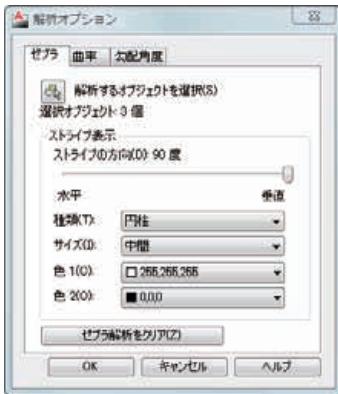 解析オプション
ゼブラ 曲率 勾配角度
解析するオブジェクトを選択(S)
選択オブジェクト: 3 個
ストライプ表示
ストライプの方向(D): 90 度
水平 垂直
種類(T): 円柱
サイズ(I): 中間
色 1(C): 255,255,255
色 2(O): 0,0,0
ゼブラ解析をクリア(Z)
OK キャンセル ヘルプ